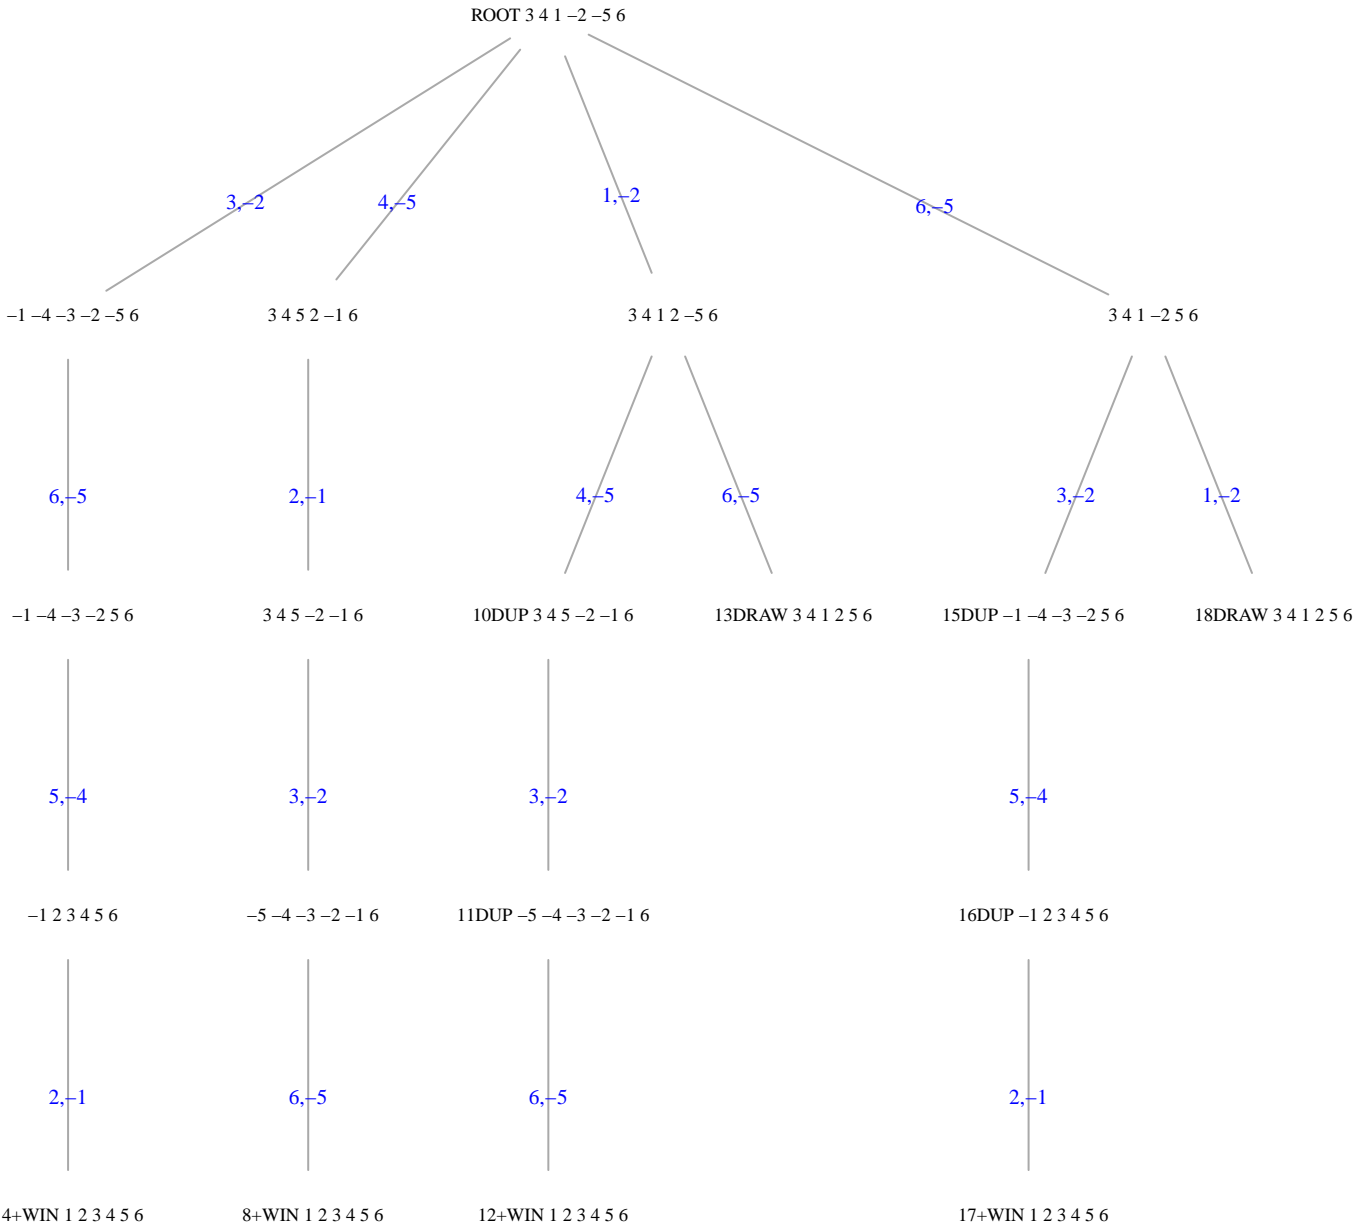 ROOT 3 4 1 –2 –5 6
3,–2
4,–5
1,–2
6,–5
–1 –4 –3 –2 –5 6
3 4 5 2 –1 6
3 4 1 2 –5 6
3 4 1 –2 5 6
6,–5
2,–1
4,–5
6,–5
3,–2
1,–2
–1 –4 –3 –2 5 6
3 4 5 –2 –1 6
10DUP 3 4 5 –2 –1 6
13DRAW 3 4 1 2 5 6
15DUP –1 –4 –3 –2 5 6
18DRAW 3 4 1 2 5 6
5,–4
3,–2
3,–2
5,–4
–1 2 3 4 5 6
–5 –4 –3 –2 –1 6
11DUP –5 –4 –3 –2 –1 6
16DUP –1 2 3 4 5 6
2,–1
6,–5
6,–5
2,–1
4+WIN 1 2 3 4 5 6
8+WIN 1 2 3 4 5 6
12+WIN 1 2 3 4 5 6
17+WIN 1 2 3 4 5 6